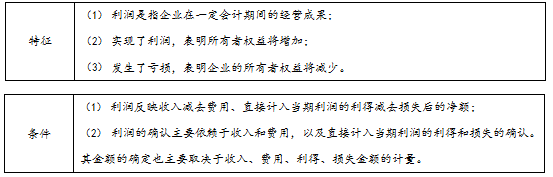 特征
（1） 利润是指企业在一定会计期间的经营成果；
（2） 实现了利润，表明所有者权益将增加；
（3） 发生了亏损，表明企业的所有者权益将减少。
条件
（1） 利润反映收入减去费用、直接计入当期利润的利得减去损失后的净额；
（2） 利润的确认主要依赖于收入和费用，以及直接计入当期利润的利得和损失的确认。
其金额的确定也主要取决于收入、费用、利得、损失金额的计量。